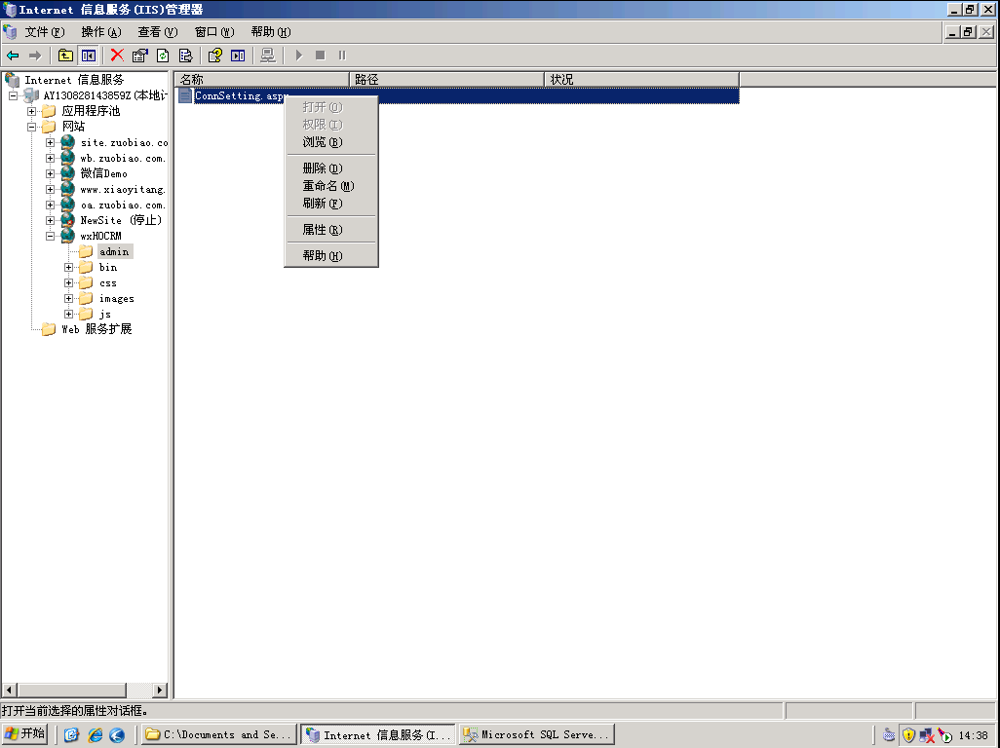 Internet 信息服务(IIS)管理器
文件(F) 操作(A) 查看(V) 窗口(W) 帮助(H)
Internet 信息服务
AY130828143859Z(本地计
应用程序池
网站
site.zuobiao.co
wb.zuobiao.com.
微信Demo
www.xiaoyitang.
oa.zuobiao.com.
NewSite (停止)
wxHOCRM
admin
bin
css
images
js
Web 服务扩展
名称 路径 状况
ConnSetting.aspx
打开(O)
权限(I)
浏览(B)
删除(D)
重命名(M)
刷新(F)
属性(R)
帮助(H)
打开当前选择的属性对话框。
开始 C:\Documents and Se... Internet 信息服务(I... Microsoft SQL Serve... 14:38